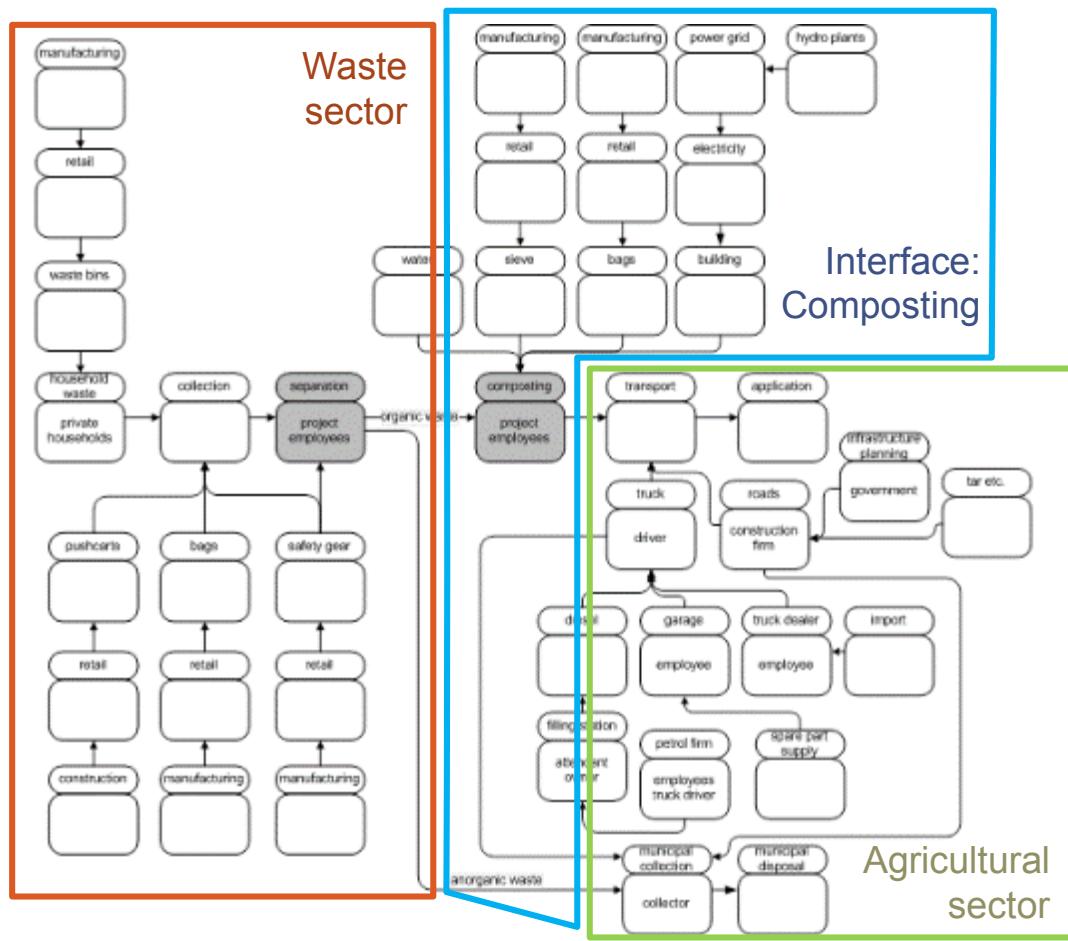 manufacturing
Waste
sector
manufacturing
manufacturing
power grid
hydro plants
retail
retail
retail
electricity
waste bins
water
sieve
bags
building
Interface:
Composting
household
waste
private
households
collection
separation
project
employees
organic waste
composting
project
employees
transport
application
infrastructure
planning
government
tar etc.
truck
driver
roads
construction
firm
pushcarts
bags
safety gear
diesel
garage
employee
truck dealer
employee
import
retail
retail
retail
filling station
attendant
owner
petrol firm
employees
truck driver
spare part
supply
construction
manufacturing
manufacturing
municipal
collection
collector
municipal
disposal
anorganic waste
Agricultural
sector